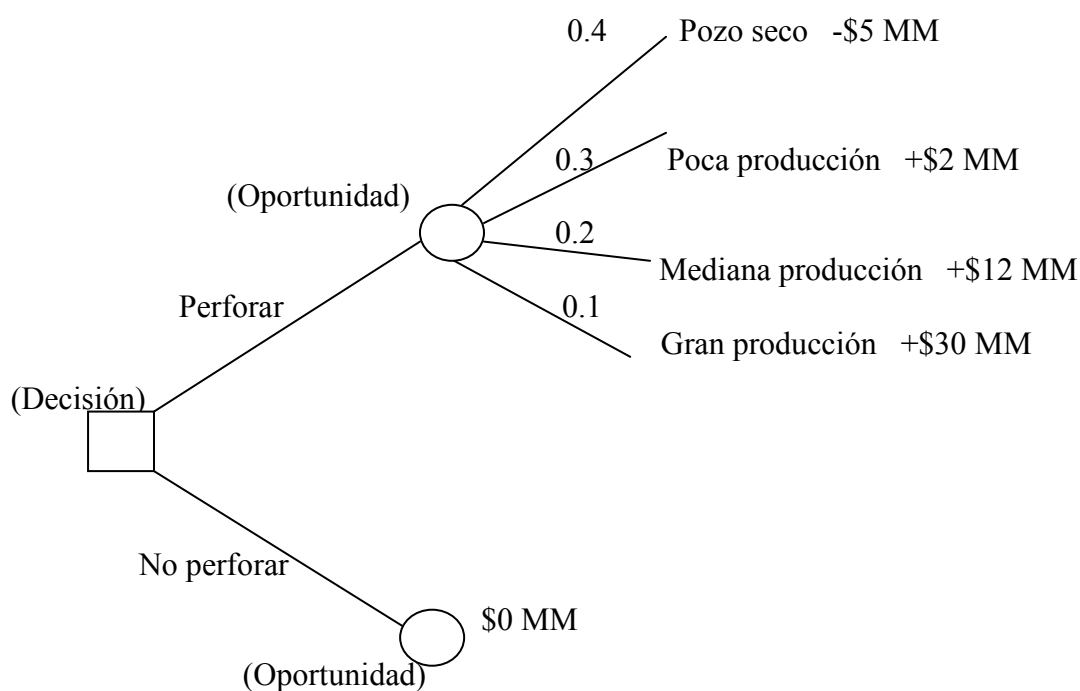 0.4 Pozo seco -$5 MM
0.3 Poca producción +$2 MM
(Oportunidad)
0.2
Mediana producción +$12 MM
Perforar
0.1
Gran producción +$30 MM
(Decisión)
No perforar
$0 MM
(Oportunidad)